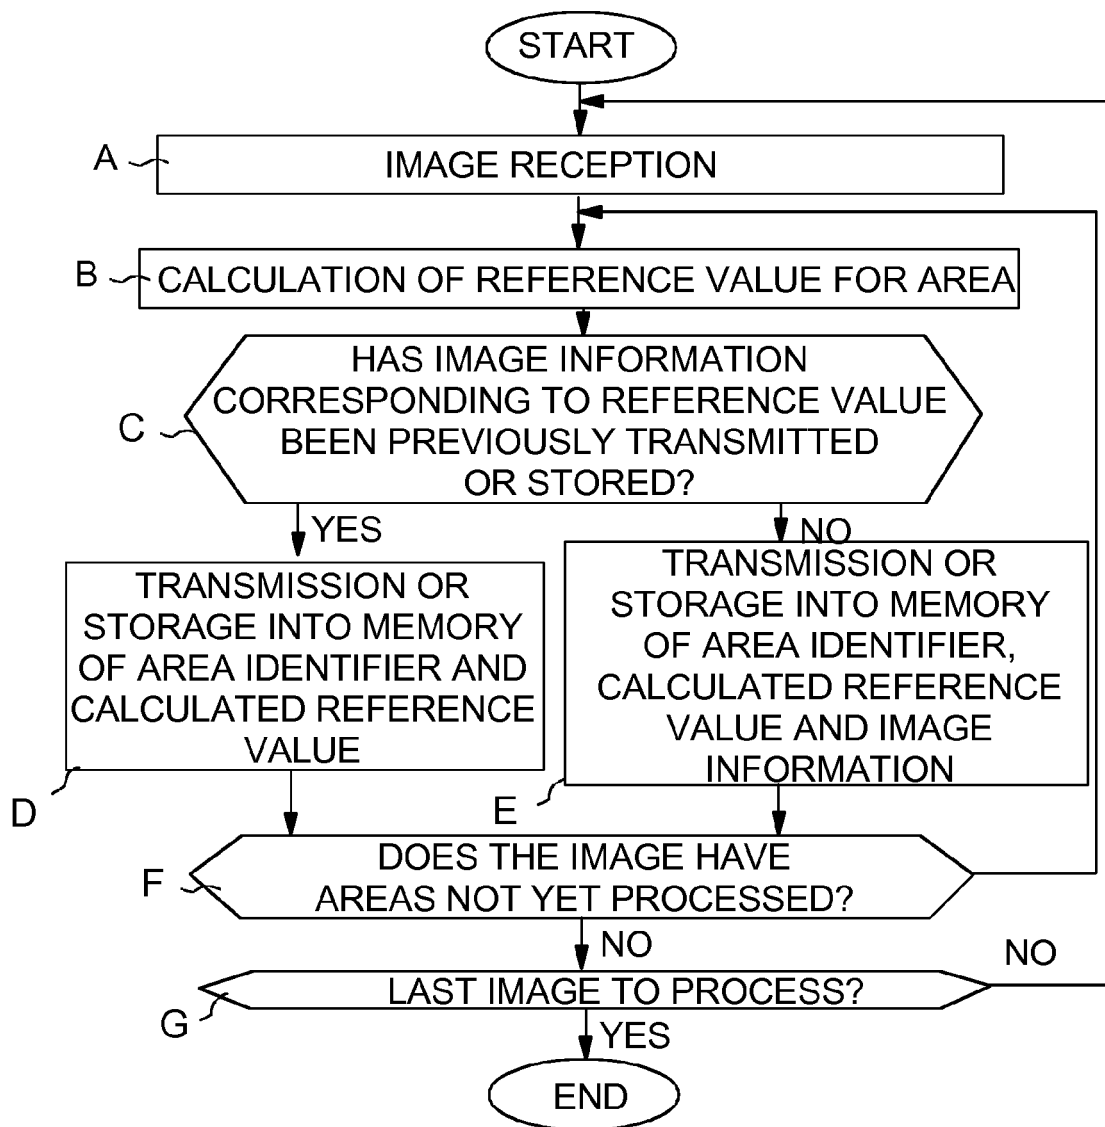 START
A
IMAGE RECEPTION
B
CALCULATION OF REFERENCE VALUE FOR AREA
HAS IMAGE INFORMATION
CORRESPONDING TO REFERENCE VALUE
BEEN PREVIOUSLY TRANSMITTED
OR STORED?
C
YES
NO
TRANSMISSION OR
STORAGE INTO MEMORY
OF AREA IDENTIFIER AND
CALCULATED REFERENCE
VALUE
D
TRANSMISSION OR
STORAGE INTO MEMORY
OF AREA IDENTIFIER,
CALCULATED REFERENCE
VALUE AND IMAGE
INFORMATION
E
DOES THE IMAGE HAVE
AREAS NOT YET PROCESSED?
F
NO
NO
LAST IMAGE TO PROCESS?
G
YES
END